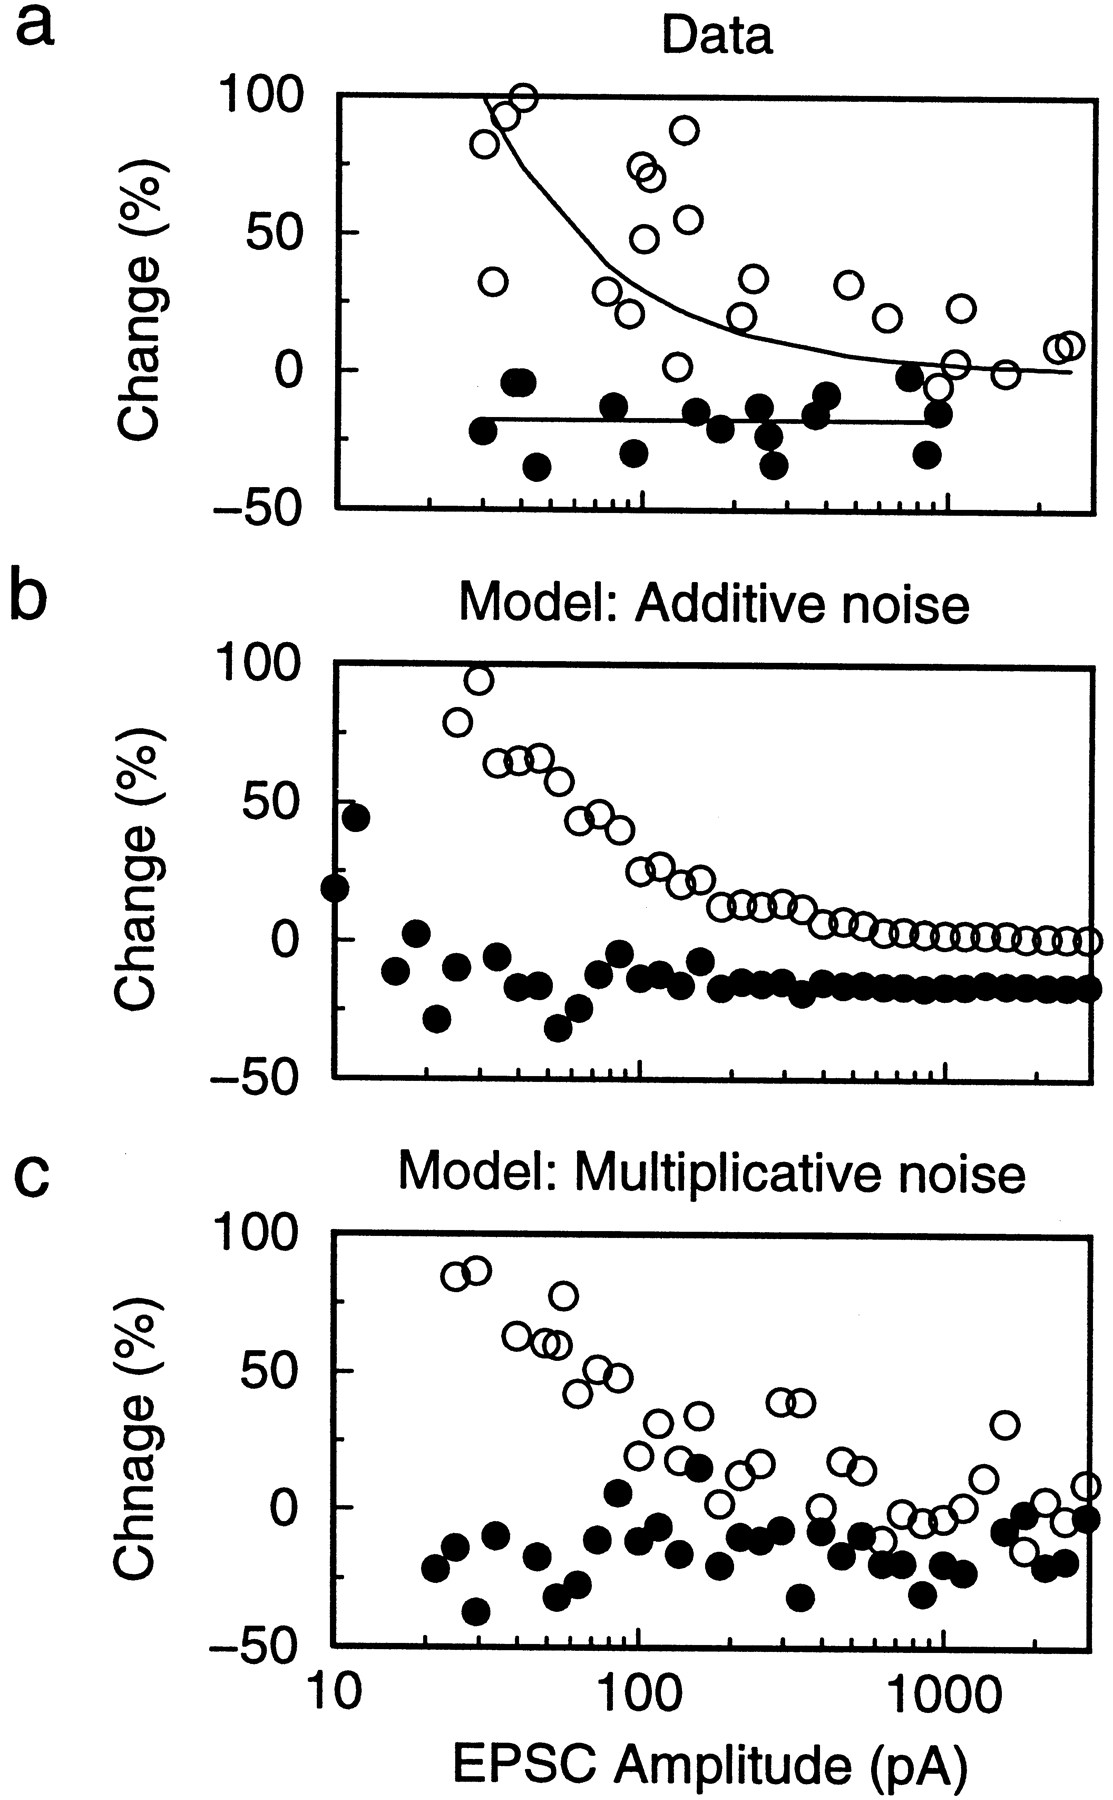 a
Data
100
50
0
−50
Change (%)
b
Model: Additive noise
100
50
0
−50
Change (%)
c
Model: Multiplicative noise
100
50
0
−50
Chnage (%)
10 100 1000
EPSC Amplitude (pA)